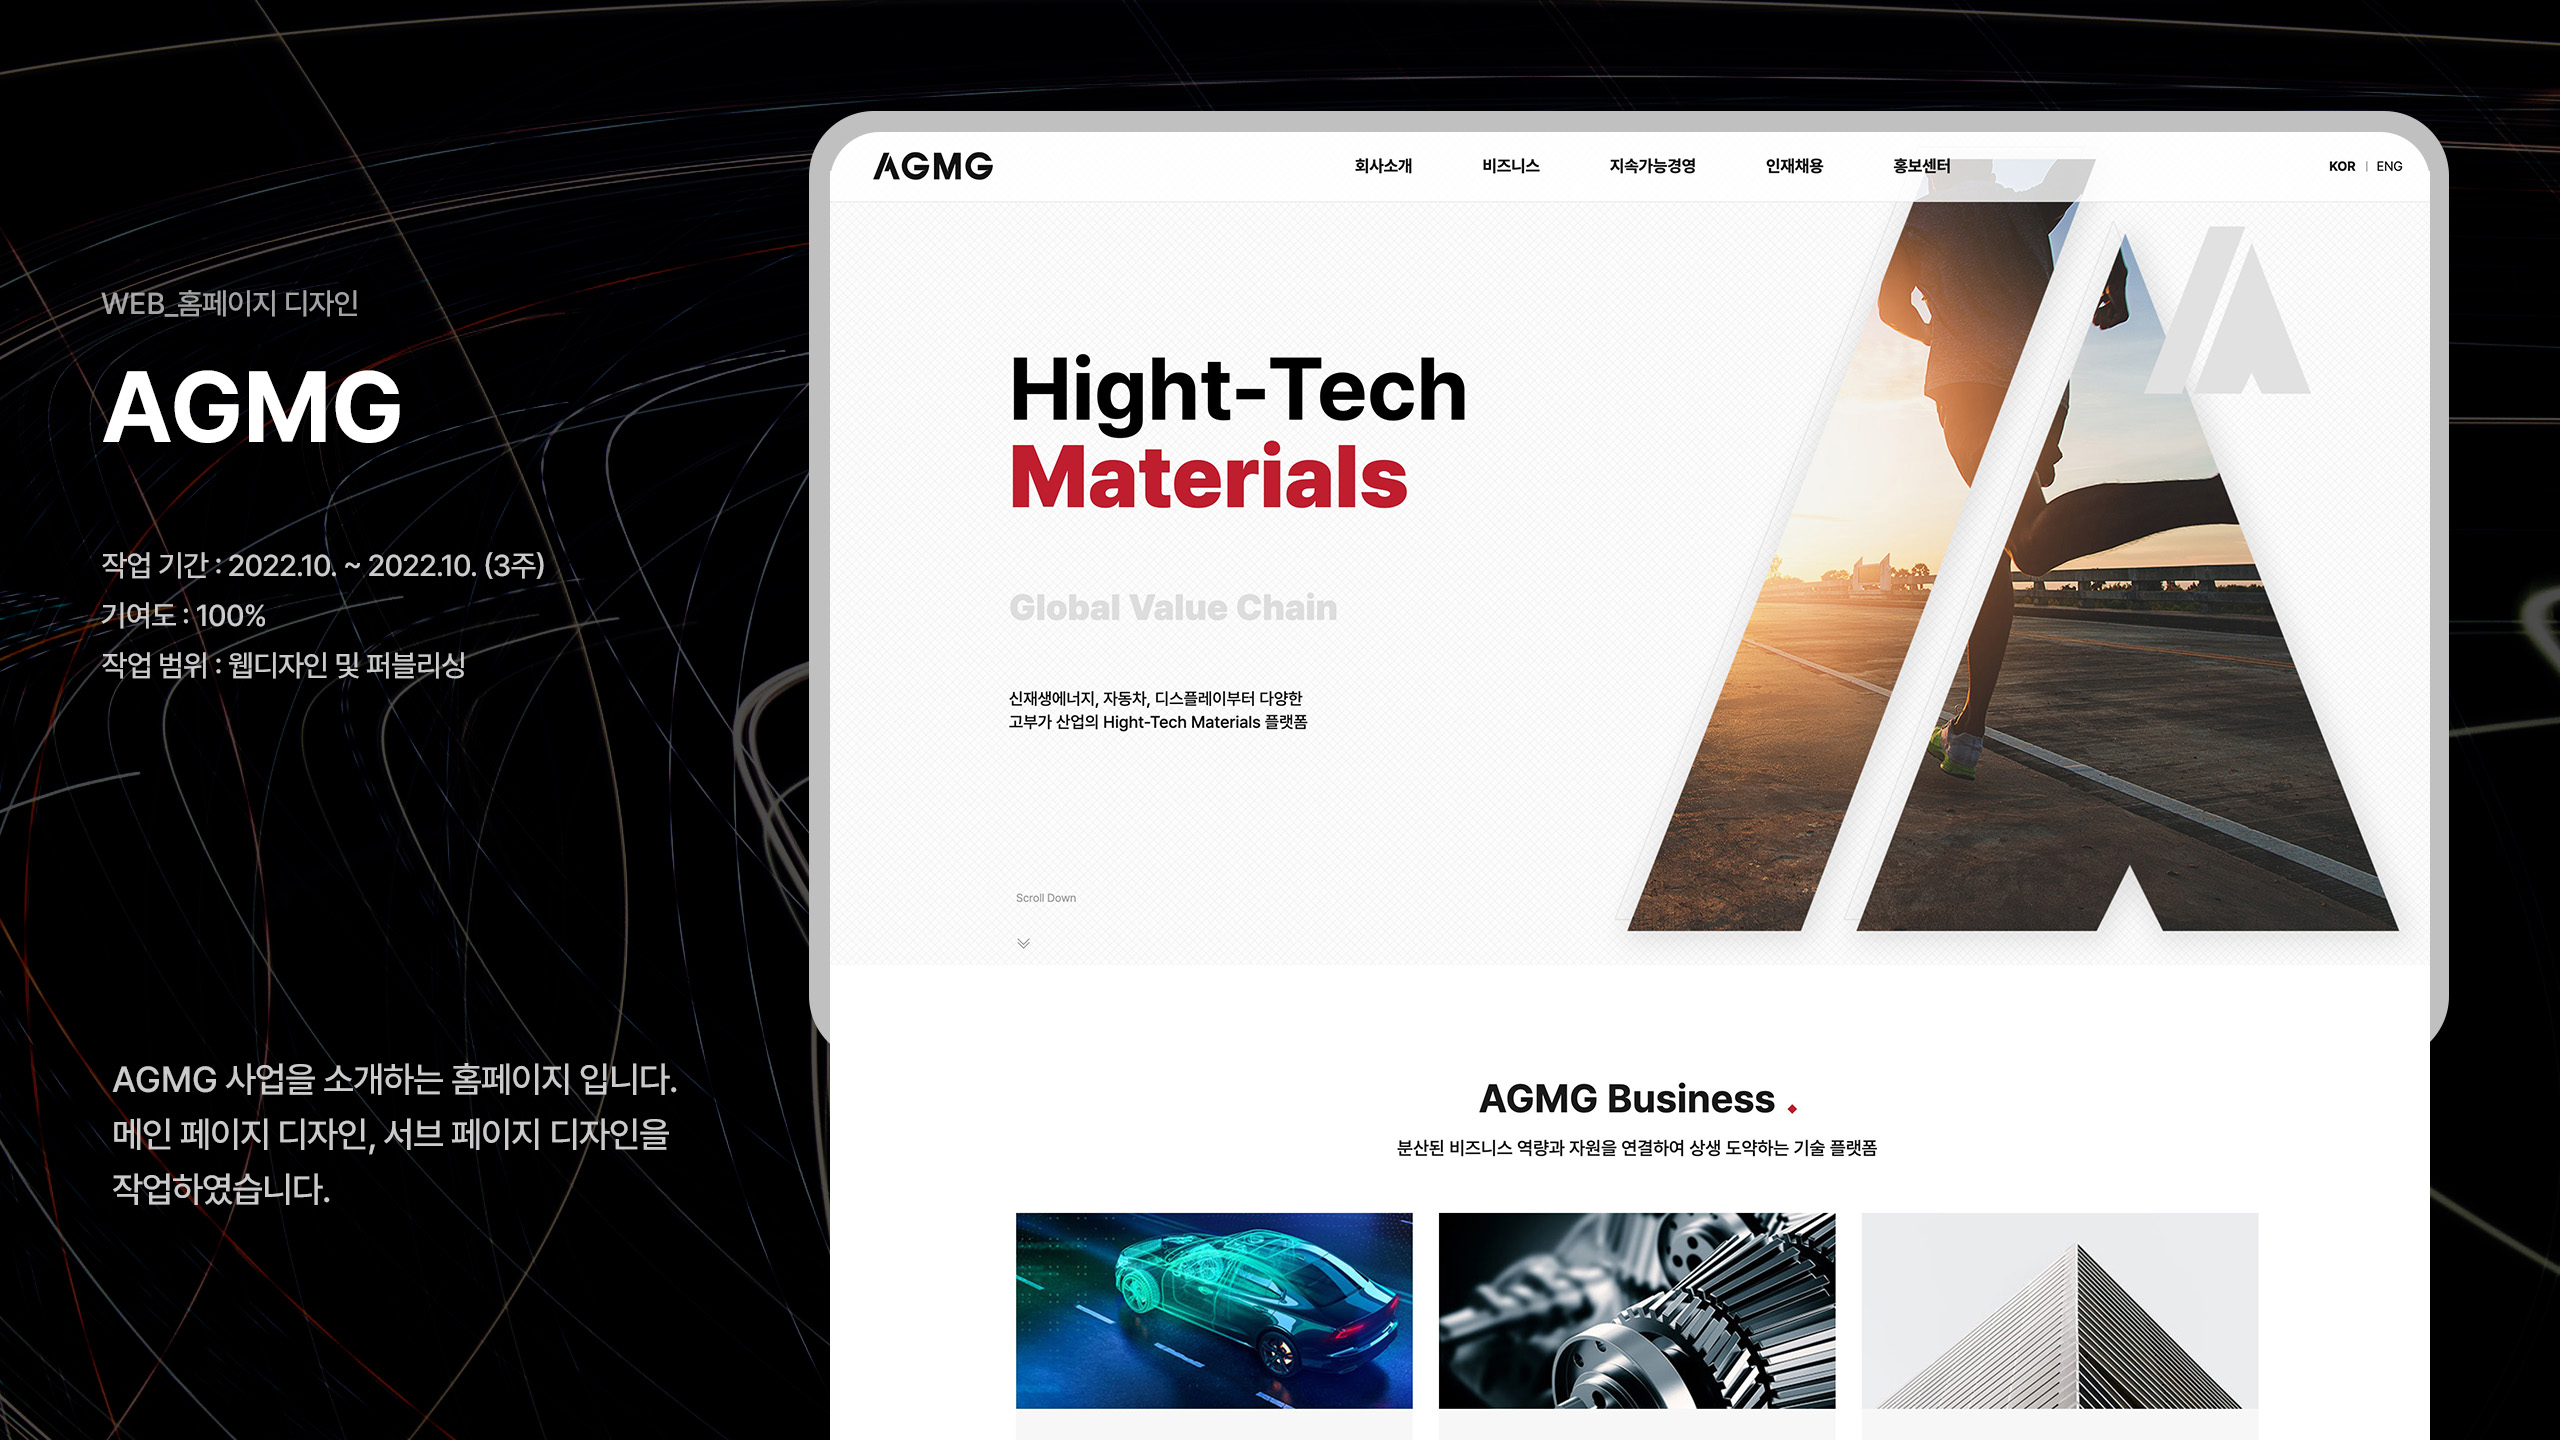 WEB_홈페이지 디자인
AGMG
작업 기간 : 2022.10. ~ 2022.10. (3주)
기여도 : 100%
작업 범위 : 웹디자인 및 퍼블리싱
AGMG 사업을 소개하는 홈페이지 입니다.
메인 페이지 디자인, 서브 페이지 디자인을
작업하였습니다.
AGMG
회사소개
비즈니스
지속가능경영
인재채용
홍보센터
KOR | ENG
Hight-Tech
Materials
Global Value Chain
신재생에너지, 자동차, 디스플레이부터 다양한
고부가 산업의 Hight-Tech Materials 플랫폼
Scroll Down
AGMG Business
분산된 비즈니스 역량과 자원을 연결하여 상생 도약하는 기술 플랫폼